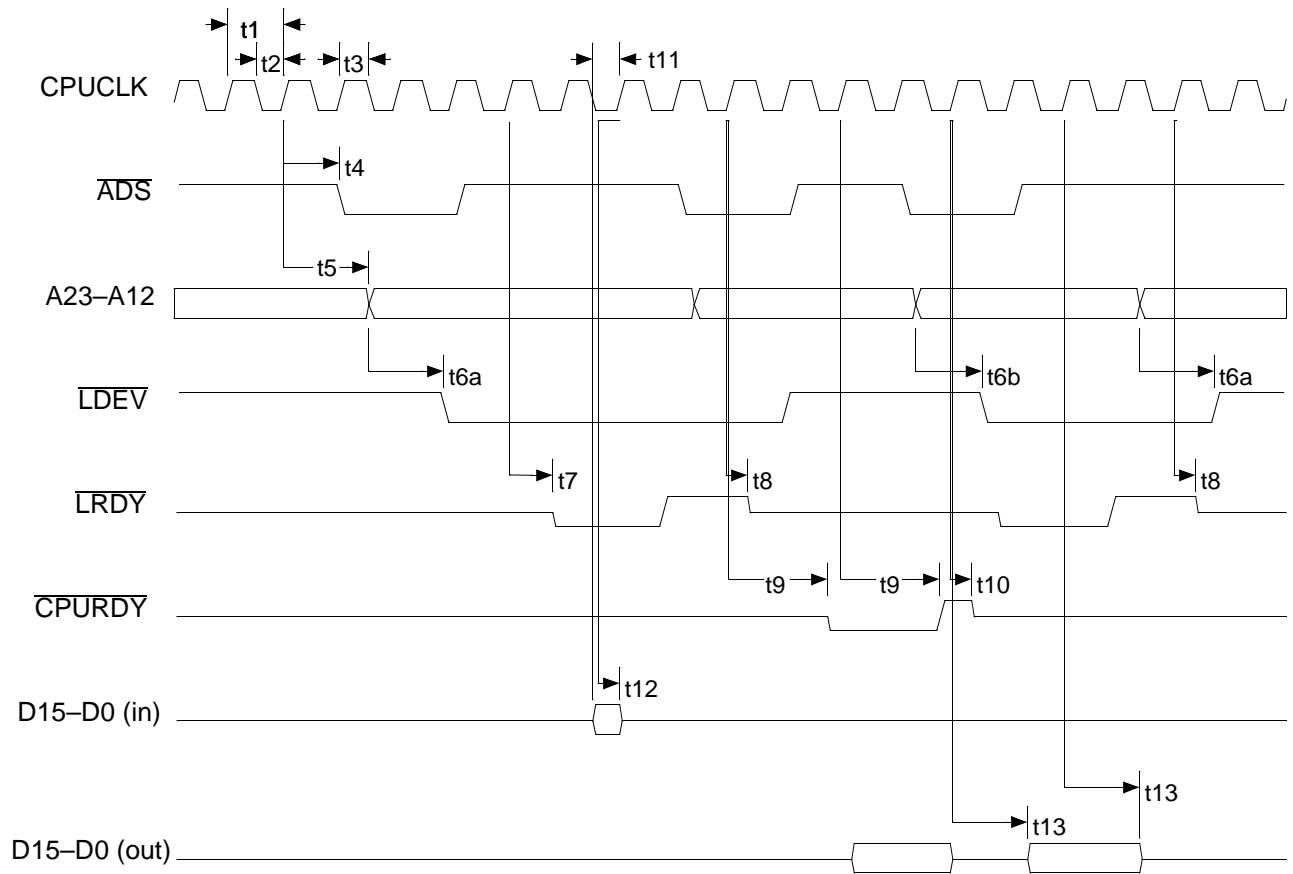 t1
t2 t3 t11
CPUCLK
t4
ADS
t5
A23–A12
t6a t6b t6a
LDEV
t7 t8 t8
LRDY
t9 t9 t10
CPURDY
t12
D15–D0 (in)
t13
t13
D15–D0 (out)